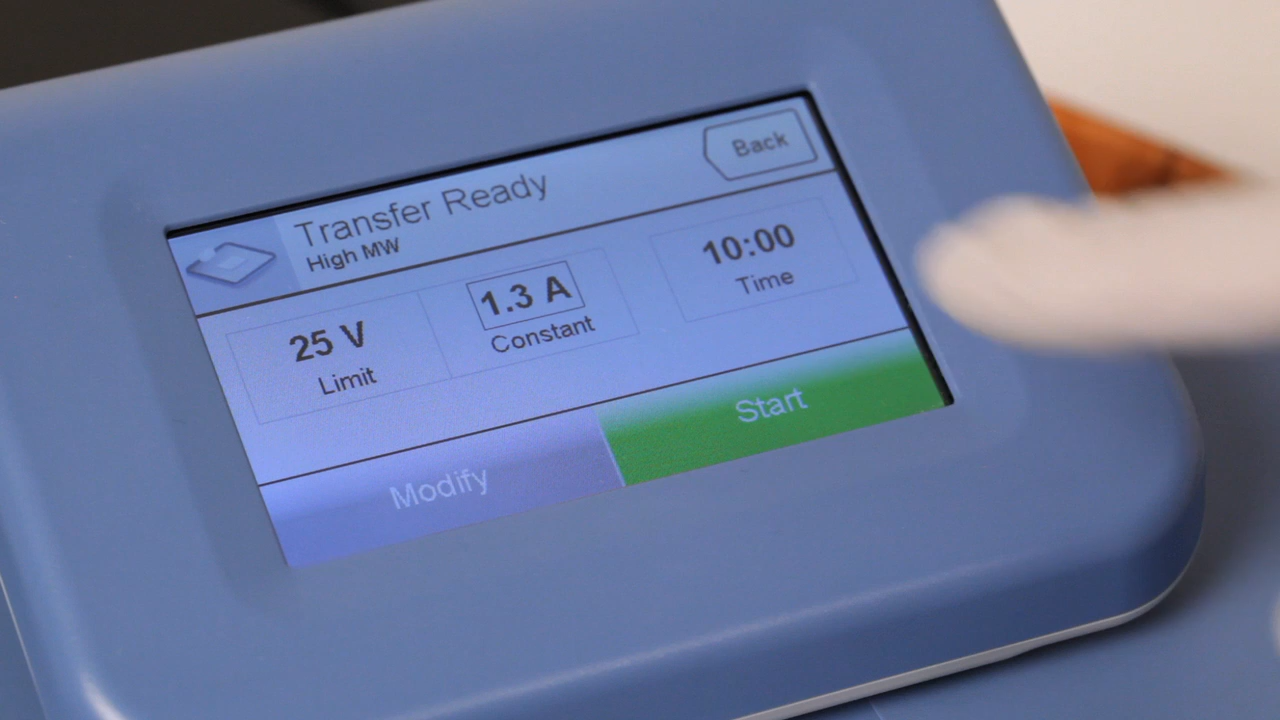 Transfer Ready
High MW
Back
25 V
Limit
1.3 A
Constant
10:00
Time
Modify
Start